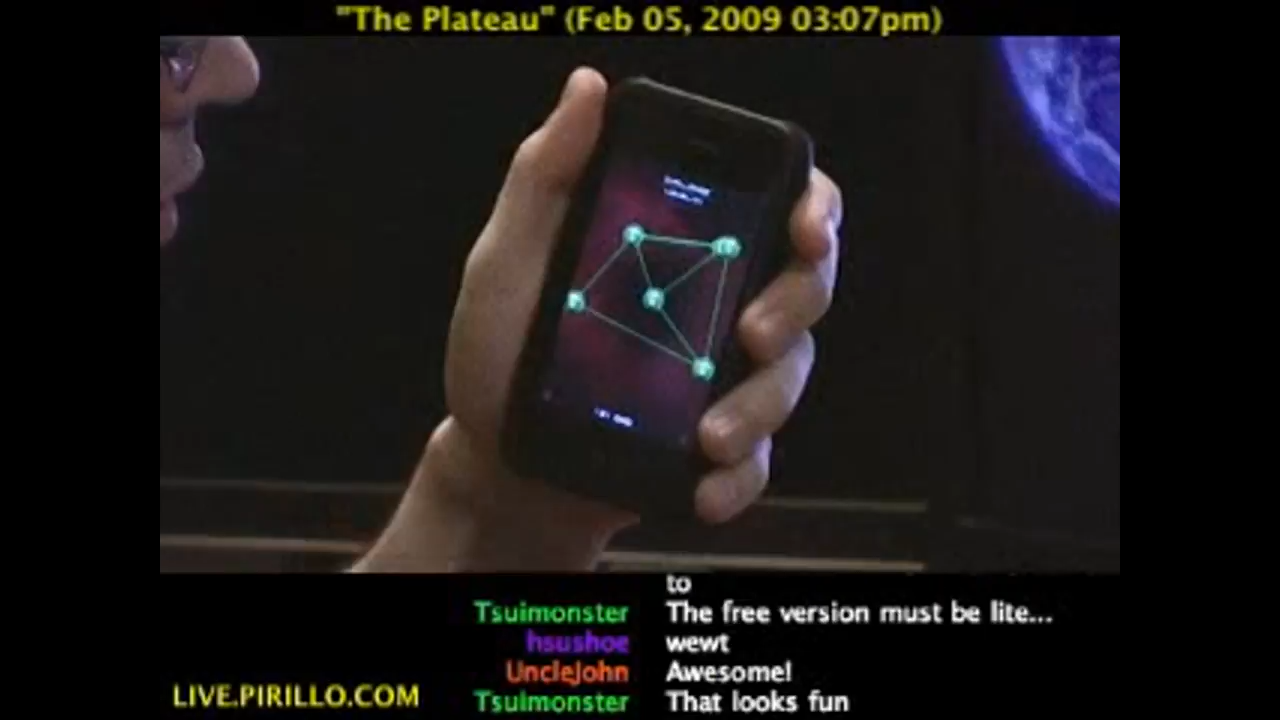 "The Plateau" (Feb 05, 2009 03:07pm)
to
Tsuimonster The free version must be lite...
hsushoe wewt
UncleJohn Awesome!
LIVE.PIRILLO.COM
Tsuimonster That looks fun